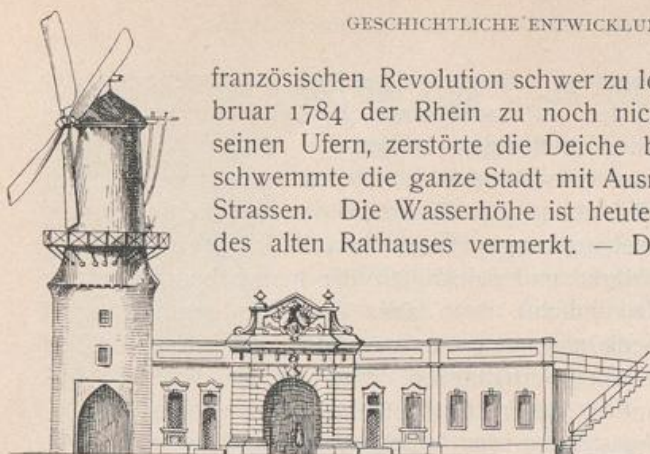 GESCHICHTLICHE ENTWICKLUN
französischen Revolution schwer zu le
bruar 1784 der Rhein zu noch nic
seinen Ufern, zerstörte die Deiche b
schwemmte die ganze Stadt mit Ausn
Strassen. Die Wasserhöhe ist heute
des alten Rathauses vermerkt. — D